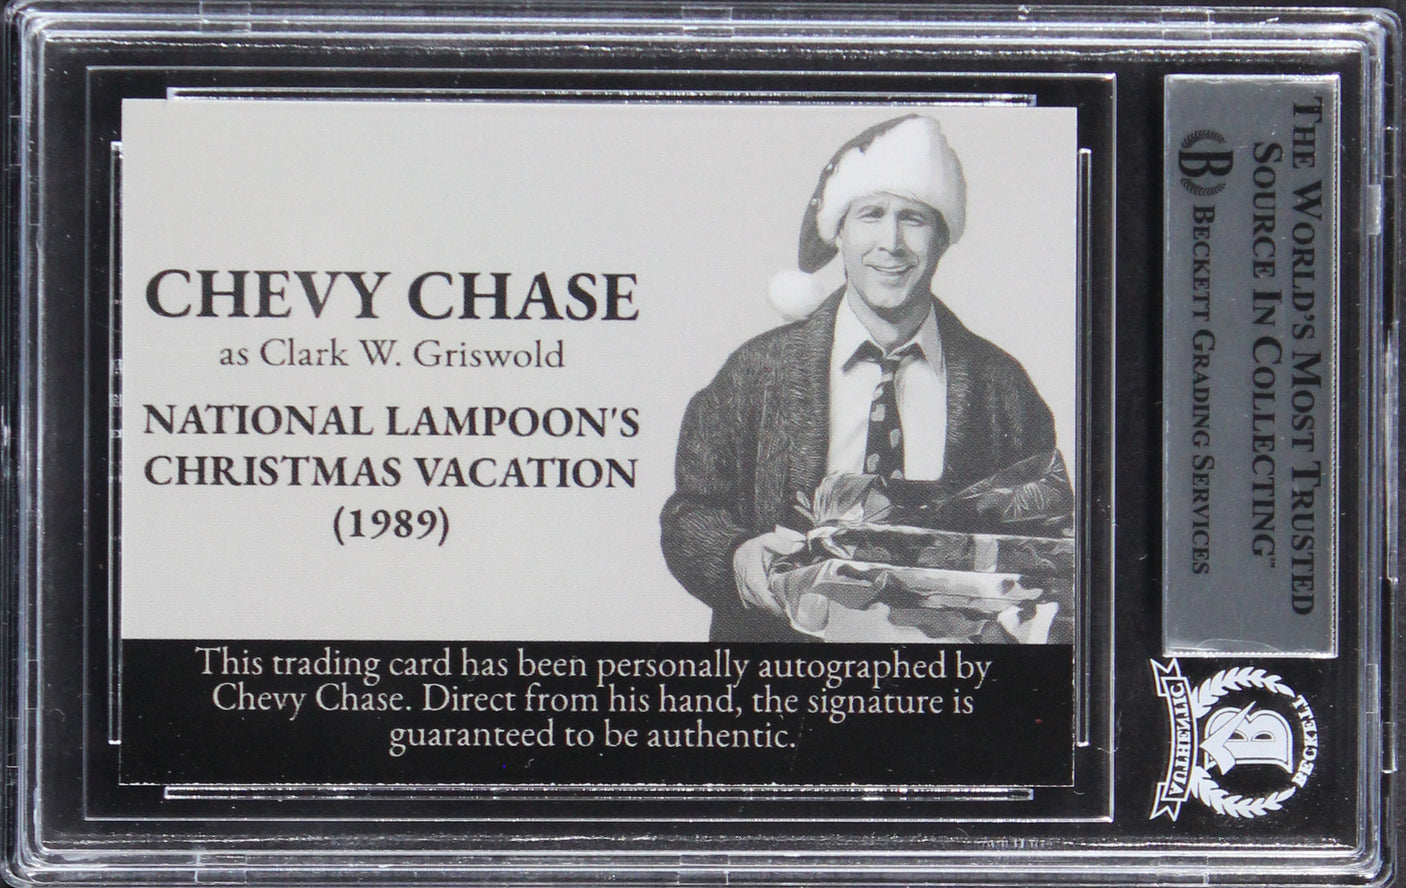 CHEVY CHASE
as Clark W. Griswold
NATIONAL LAMPOON'S
CHRISTMAS VACATION
(1989)
This trading card has been personally autographed by
Chevy Chase. Direct from his hand, the signature is
guaranteed to be authentic.
THE WORLD'S MOST TRUSTED
SOURCE IN COLLECTING™
B BECKETT GRADING SERVICES
AUTHENTIC
B
BECKETT